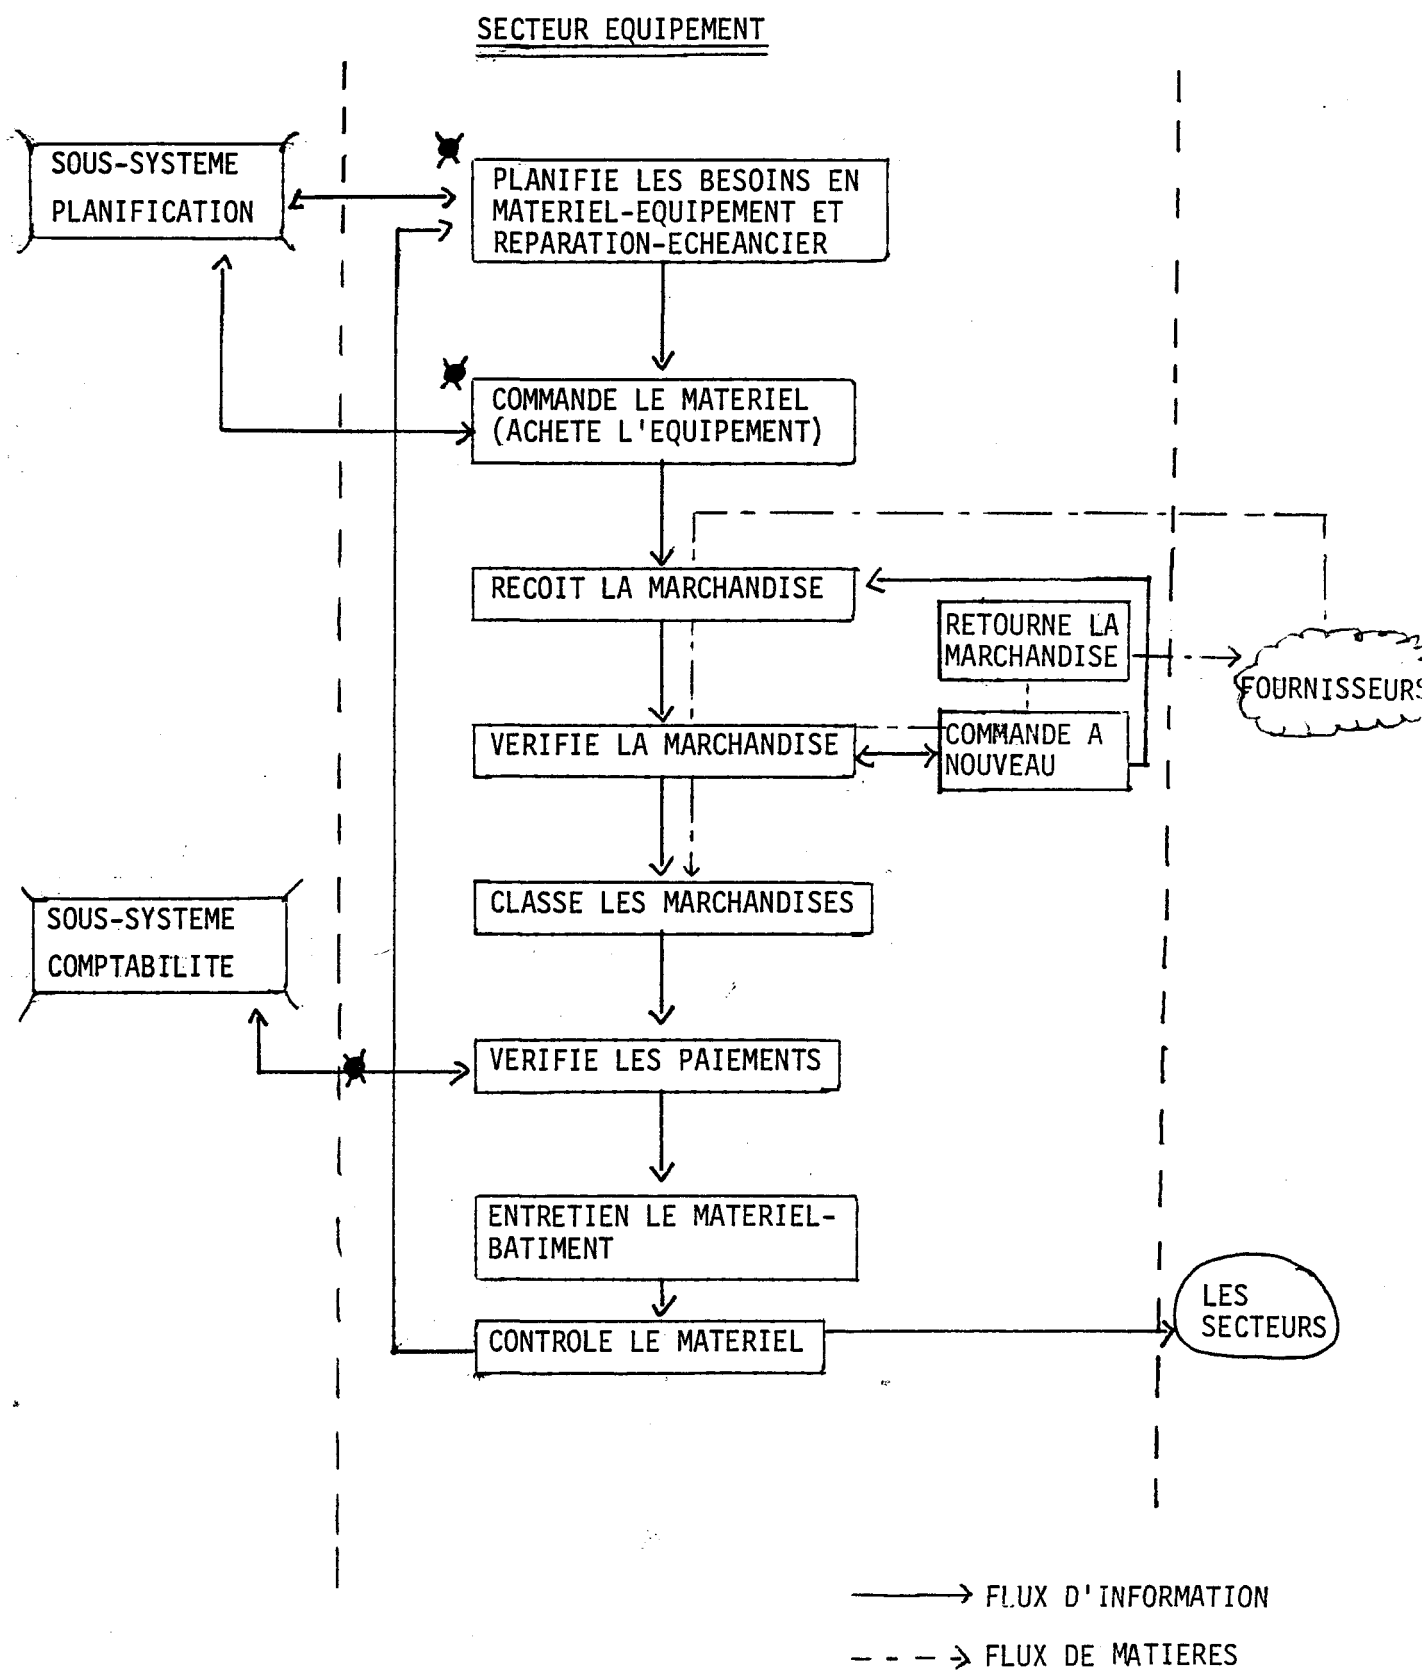 SECTEUR EQUIPEMENT
SOUS-SYSTEME
PLANIFICATION
PLANIFIE LES BESOINS EN
MATERIEL-EQUIPEMENT ET
REPARATION-ECHEANCIER
COMMANDE LE MATERIEL
(ACHETE L'EQUIPEMENT)
RECOIT LA MARCHANDISE
RETOURNE LA
MARCHANDISE
FOURNISSEURS
VERIFIE LA MARCHANDISE
COMMANDE A
NOUVEAU
CLASSE LES MARCHANDISES
SOUS-SYSTEME
COMPTABILITE
VERIFIE LES PAIEMENTS
ENTRETIEN LE MATERIEL-
BATIMENT
LES
SECTEURS
CONTROLE LE MATERIEL
FLUX D'INFORMATION
FLUX DE MATIERES